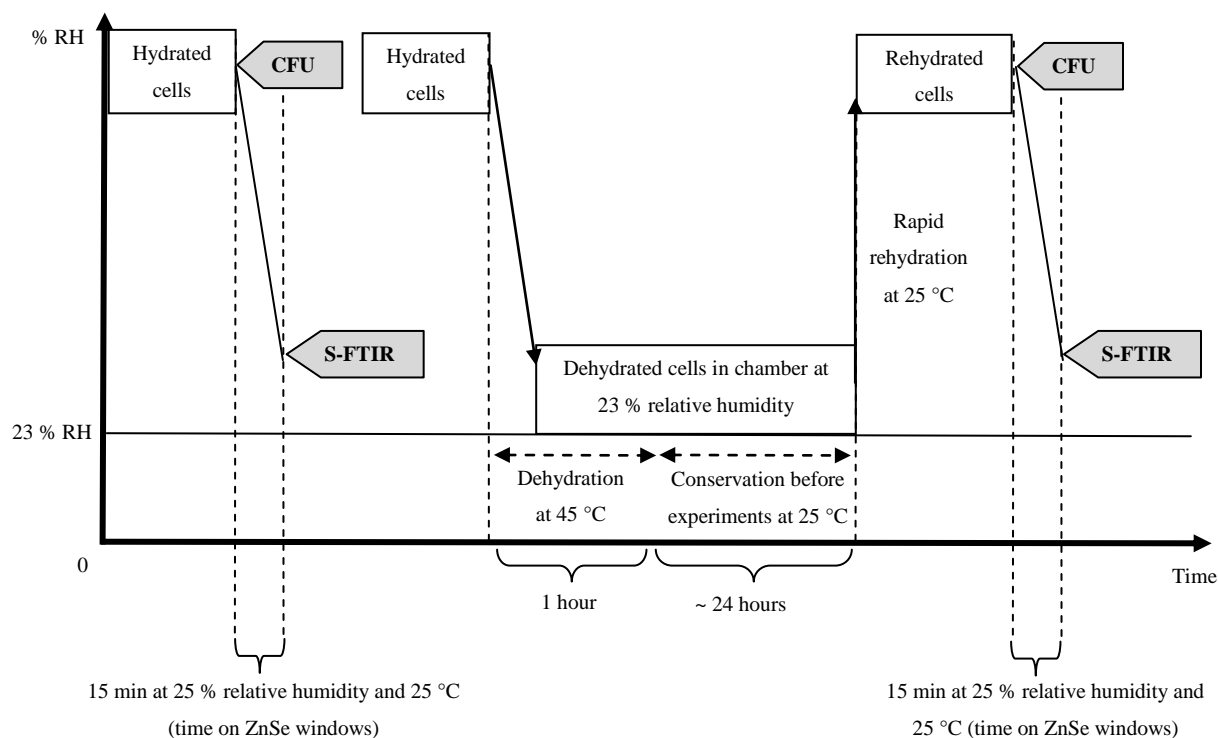 % RH
Hydrated
cells
CFU
S-FTIR
Hydrated
cells
Dehydrated cells in chamber at
23 % relative humidity
Rehydrated
cells
CFU
Rapid
rehydration
at 25 °C
S-FTIR
23 % RH
Dehydration
at 45 °C
Conservation before
experiments at 25 °C
0
Time
1 hour
~ 24 hours
15 min at 25 % relative humidity and 25 °C
(time on ZnSe windows)
15 min at 25 % relative humidity and
25 °C (time on ZnSe windows)